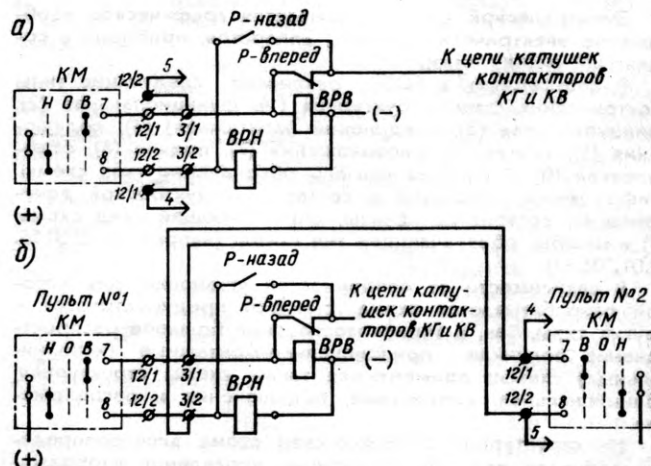 а)
Р-назад
Р-вперед
К цепи катушек
контакторов
КГ и КВ
КМ
Н О В
7
8
12/2
5
12/1 3/1
12/2 3/2
12/1
4
ВРН
ВРВ
(−)
(+)
б)
Пульт №1
КМ
Н О В
7
8
12/1 3/1
12/2 3/2
Р-назад
Р-вперед
К цепи кату-
шек контак-
торов КГ и КВ
ВРН
ВРВ
(−)
(+)
Пульт №2
КМ
В О Н
7
8
1
12/1
12/2
5